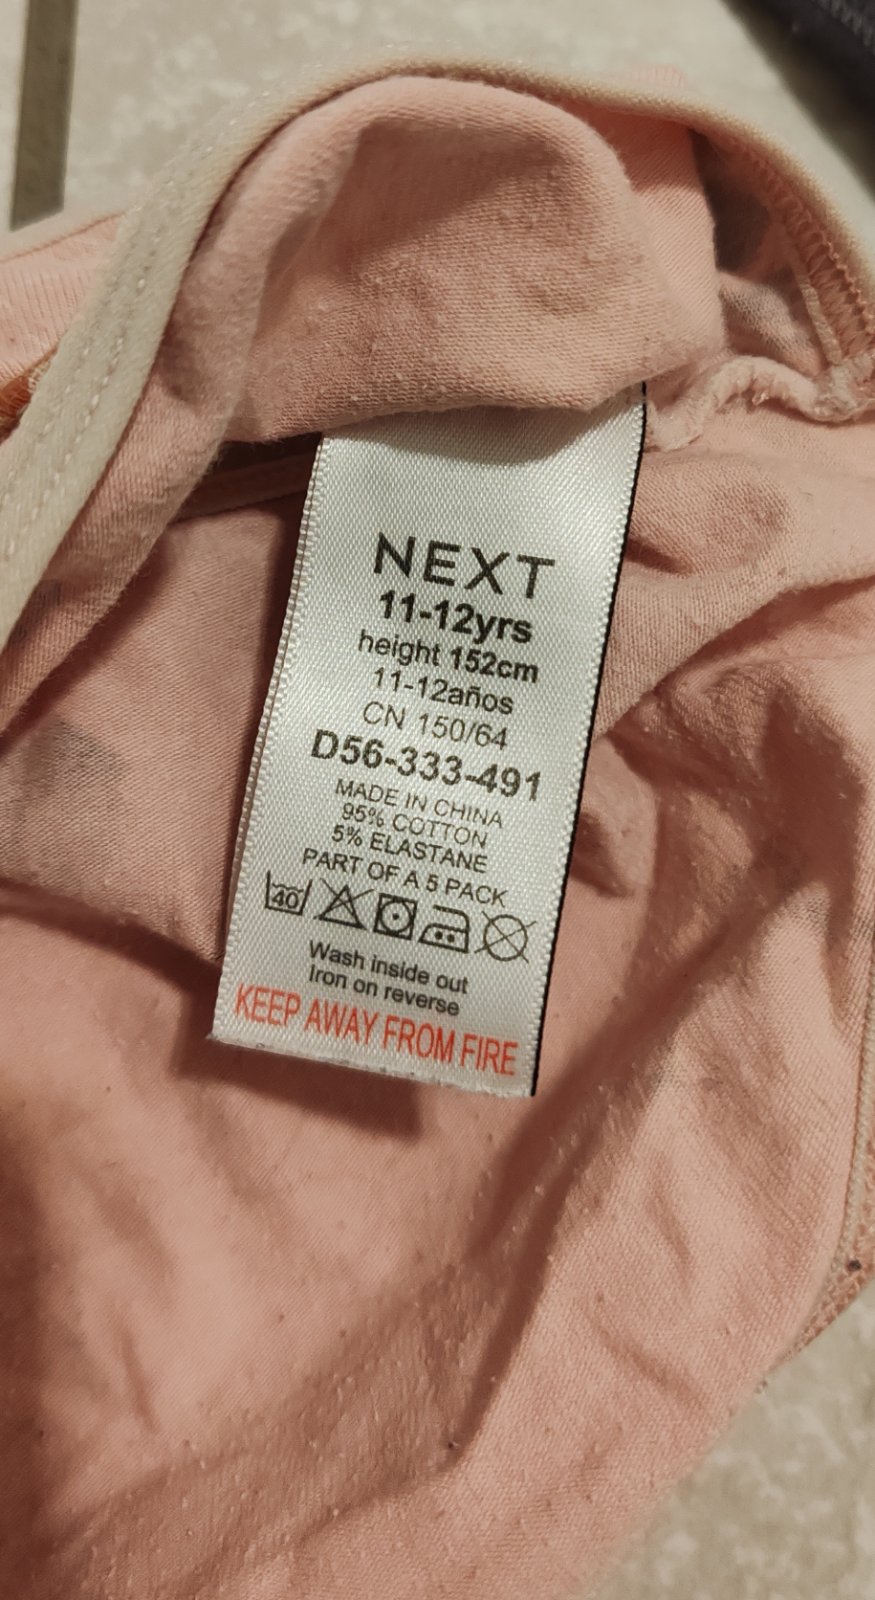 NEXT
11-12yrs
height 152cm
11-12años
CN 150/64
D56-333-491
MADE IN CHINA
95% COTTON
5% ELASTANE
PART OF A 5 PACK
40
Wash inside out
Iron on reverse
KEEP AWAY FROM FIRE